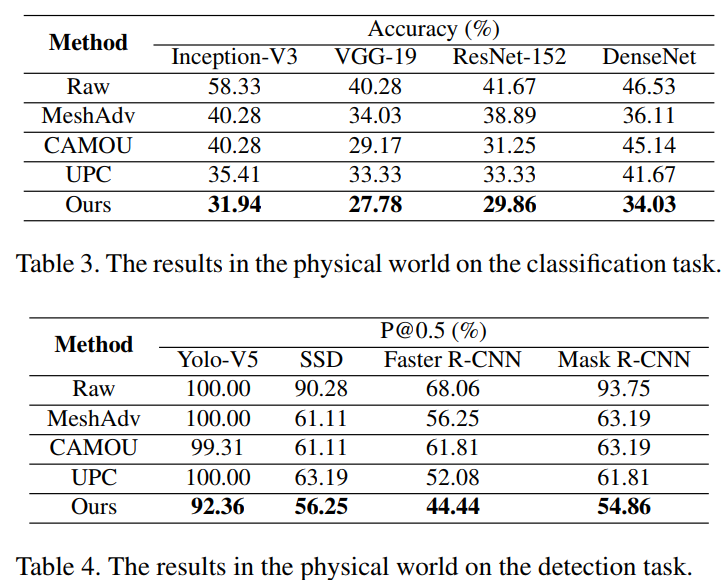 Method Accuracy (%)
Inception-V3 VGG-19 ResNet-152 DenseNet
Raw 58.33 40.28 41.67 46.53
MeshAdv 40.28 34.03 38.89 36.11
CAMOU 40.28 29.17 31.25 45.14
UPC 35.41 33.33 33.33 41.67
Ours 31.94 27.78 29.86 34.03
Table 3. The results in the physical world on the classification task.
Method P@0.5 (%)
Yolo-V5 SSD Faster R-CNN Mask R-CNN
Raw 100.00 90.28 68.06 93.75
MeshAdv 100.00 61.11 56.25 63.19
CAMOU 99.31 61.11 61.81 63.19
UPC 100.00 63.19 52.08 61.81
Ours 92.36 56.25 44.44 54.86
Table 4. The results in the physical world on the detection task.